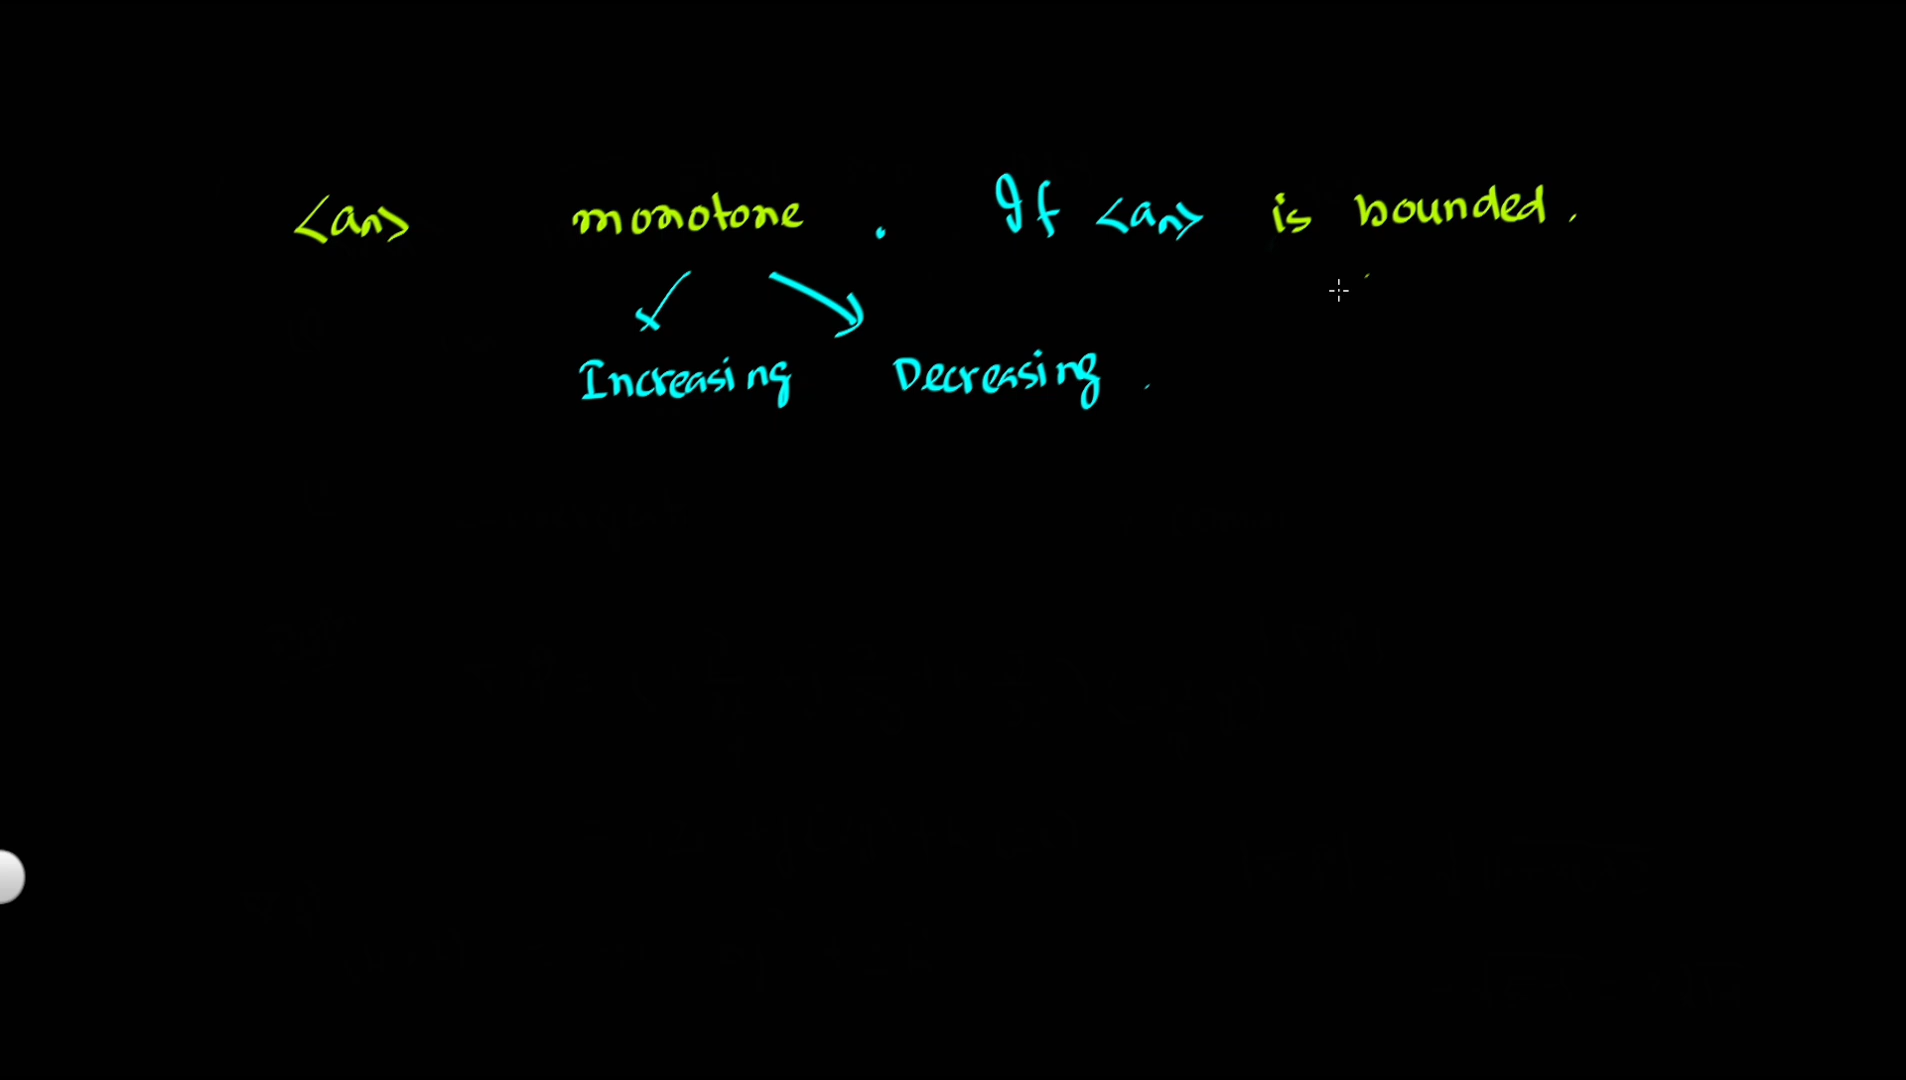 <an> monotone . If <an> is bounded .
Increasing Decreasing .